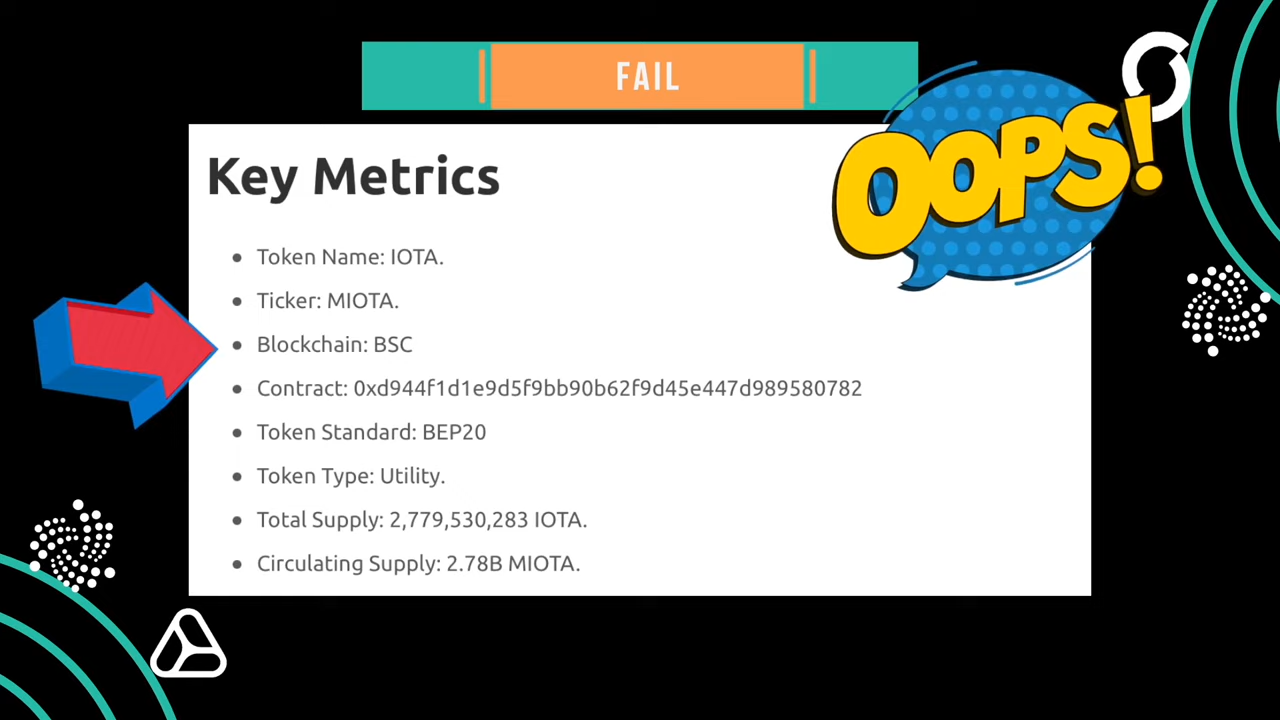 FAIL
OOPS!
Key Metrics
Token Name: IOTA.
Ticker: MIOTA.
Blockchain: BSC
Contract: 0xd944f1d1e9d5f9bb90b62f9d45e447d989580782
Token Standard: BEP20
Token Type: Utility.
Total Supply: 2,779,530,283 IOTA.
Circulating Supply: 2.78B MIOTA.